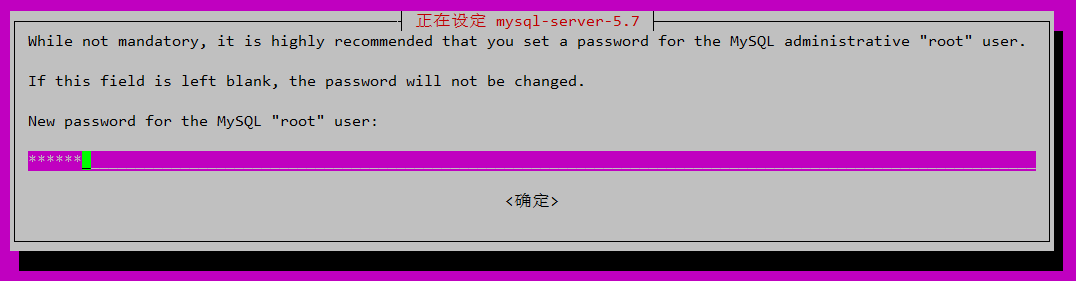 正在设定 mysql-server-5.7
While not mandatory, it is highly recommended that you set a password for the MySQL administrative "root" user.
If this field is left blank, the password will not be changed.
New password for the MySQL "root" user:
******
<确定>